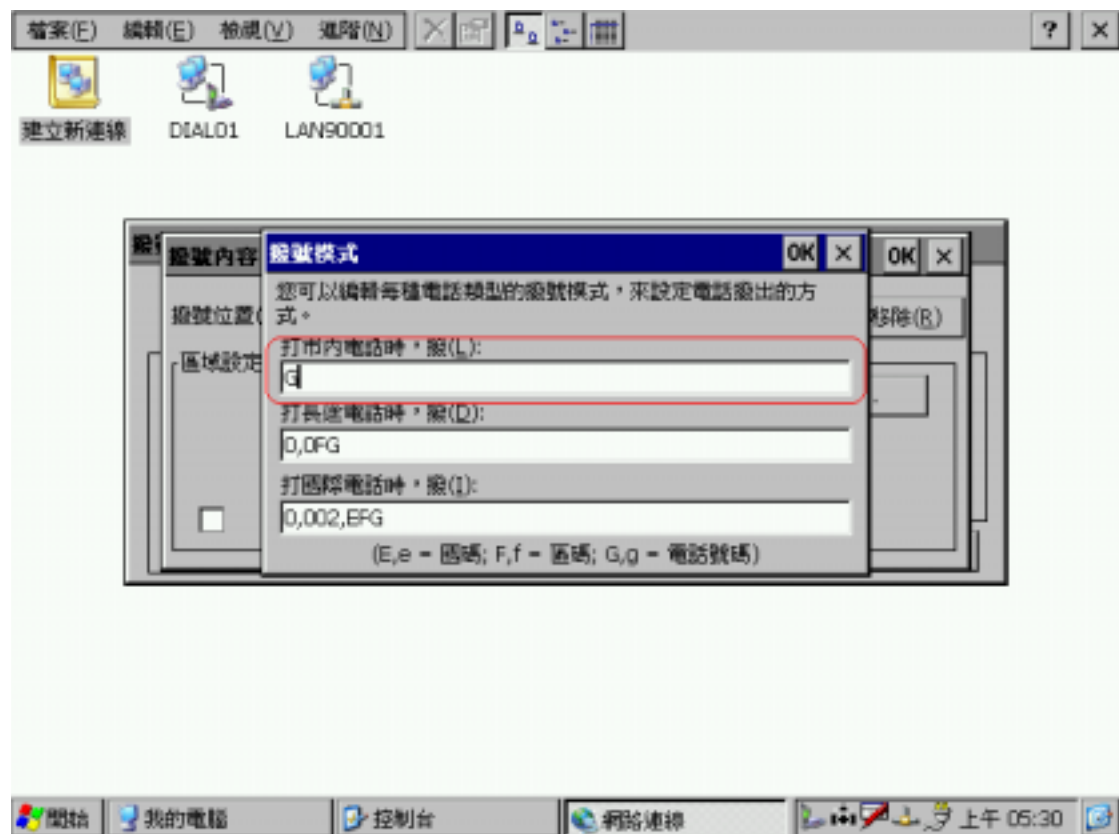 檔案(F) 編輯(E) 檢視(V) 進階(N) ? ×
建立新連線 DIAL01 LAN90001
撥號內容 OK ×
撥號模式 OK ×
您可以編輯每種電話類型的撥號模式，來設定電話撥出的方
式。
撥號位置( 移除(R)
區域設定
打市內電話時，撥(L):
G
打長途電話時，撥(D):
0,0FG
打國際電話時，撥(I):
0,002,EFG
(E,e = 國碼; F,f = 區碼; G,g = 電話號碼)
開始 我的電腦 控制台 網路連線 上午 05:30